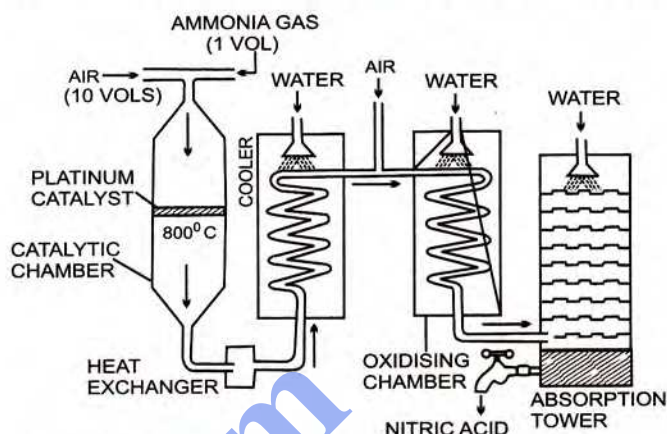 AMMONIA GAS
(1 VOL)
AIR
(10 VOLS)
WATER
AIR
WATER
WATER
COOLER
PLATINUM
CATALYST
800⁰ C
CATALYTIC
CHAMBER
HEAT
EXCHANGER
OXIDISING
CHAMBER
NITRIC ACID
ABSORPTION
TOWER